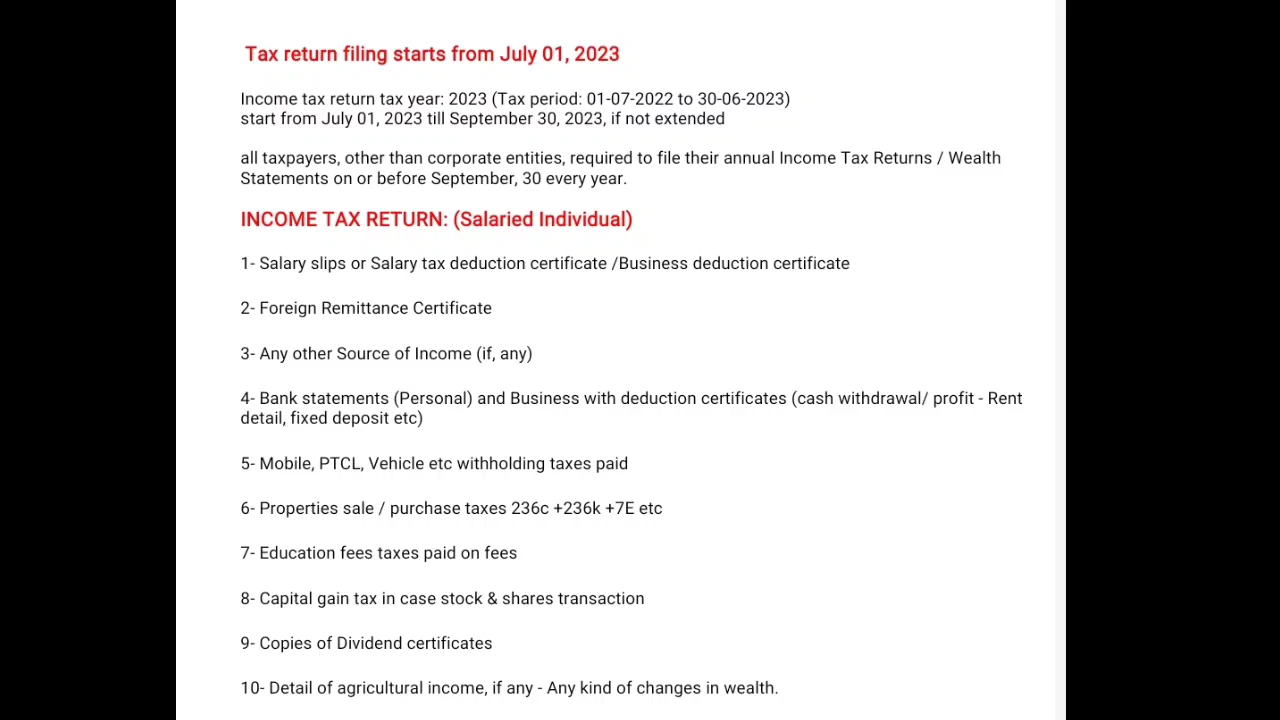 Tax return filing starts from July 01, 2023
Income tax return tax year: 2023 (Tax period: 01-07-2022 to 30-06-2023)
start from July 01, 2023 till September 30, 2023, if not extended
all taxpayers, other than corporate entities, required to file their annual Income Tax Returns / Wealth
Statements on or before September, 30 every year.
INCOME TAX RETURN: (Salaried Individual)
1- Salary slips or Salary tax deduction certificate /Business deduction certificate
2- Foreign Remittance Certificate
3- Any other Source of Income (if, any)
4- Bank statements (Personal) and Business with deduction certificates (cash withdrawal/ profit - Rent
detail, fixed deposit etc)
5- Mobile, PTCL, Vehicle etc withholding taxes paid
6- Properties sale / purchase taxes 236c +236k +7E etc
7- Education fees taxes paid on fees
8- Capital gain tax in case stock & shares transaction
9- Copies of Dividend certificates
10- Detail of agricultural income, if any - Any kind of changes in wealth.